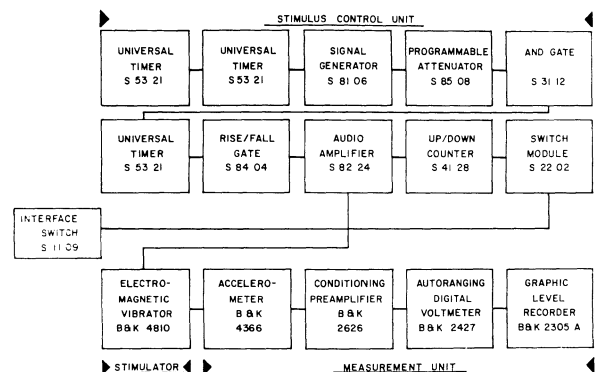 STIMULUS CONTROL UNIT
UNIVERSAL
TIMER
S 53 21
UNIVERSAL
TIMER
S 53 21
SIGNAL
GENERATOR
S 81 06
PROGRAMMABLE
ATTENUATOR
S 85 08
AND GATE
S 31 12
UNIVERSAL
TIMER
S 53 21
RISE/FALL
GATE
S 84 04
AUDIO
AMPLIFIER
S 82 24
UP/DOWN
COUNTER
S 41 28
SWITCH
MODULE
S 22 02
INTERFACE
SWITCH
S 11 09
ELECTRO-
MAGNETIC
VIBRATOR
B&K 4810
ACCELERO-
METER
B & K
4366
CONDITIONING
PREAMPLIFIER
B & K
2626
AUTORANGING
DIGITAL
VOLTMETER
B&K 2427
GRAPHIC
LEVEL
RECORDER
B&K 2305 A
STIMULATOR
MEASUREMENT UNIT